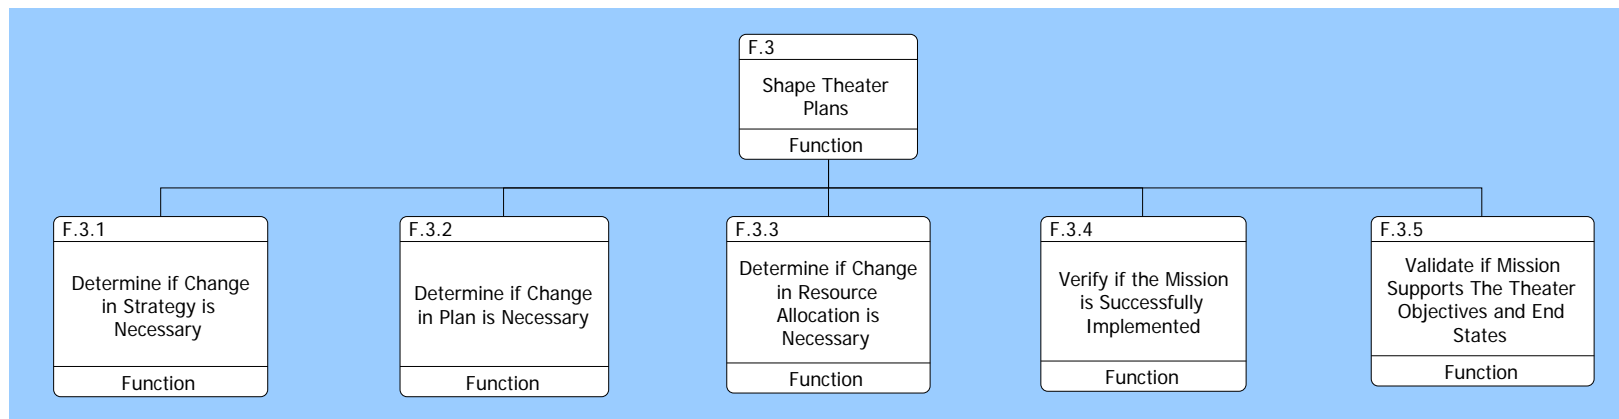 F.3
Shape Theater
Plans
Function
F.3.1
Determine if Change
in Strategy is
Necessary
Function
F.3.2
Determine if Change
in Plan is Necessary
Function
F.3.3
Determine if Change
in Resource
Allocation is
Necessary
Function
F.3.4
Verify if the Mission
is Successfully
Implemented
Function
F.3.5
Validate if Mission
Supports The Theater
Objectives and End
States
Function